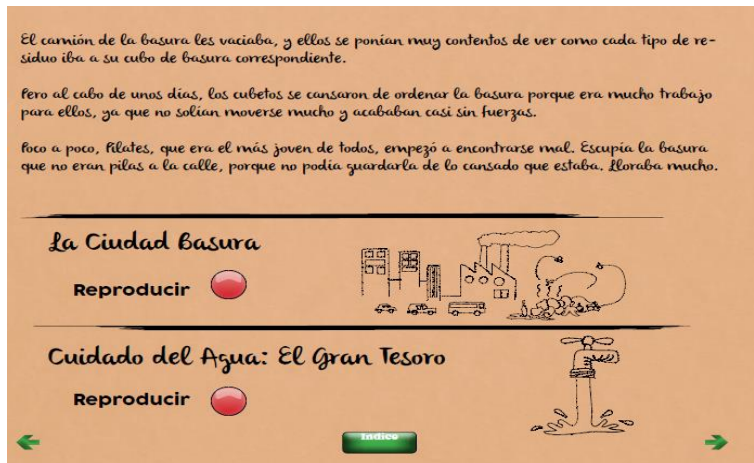 El camión de la basura les vaciaba, y ellos se ponían muy contentos de ver como cada tipo de re-
siduo iba a su cubo de basura correspondiente.
Pero al cabo de unos días, los cubetos se cansaron de ordenar la basura porque era mucho trabajo
para ellos, ya que no solían moverse mucho y acababan casi sin fuerzas.
Poco a poco, Pilates, que era el más joven de todos, empezó a encontrarse mal. Escupía la basura
que no eran pilas a la calle, porque no podía guardarla de lo cansado que estaba. Lloraba mucho.
La Ciudad Basura
Reproducir
Cuidado del Agua: El Gran Tesoro
Reproducir
Indice